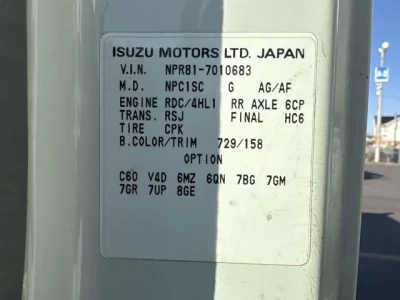 ISUZU MOTORS LTD. JAPAN
V.I.N. NPR81-7010683
M.D. NPC1SC G AG/AF
ENGINE RDC/4HL1 RR AXLE 6CP
TRANS. RSJ FINAL HC6
TIRE CPK
B.COLOR/TRIM 729/158
OPTION
C60 V4D 6MZ 6QN 7BG 7GM
7GR 7UP 8GE